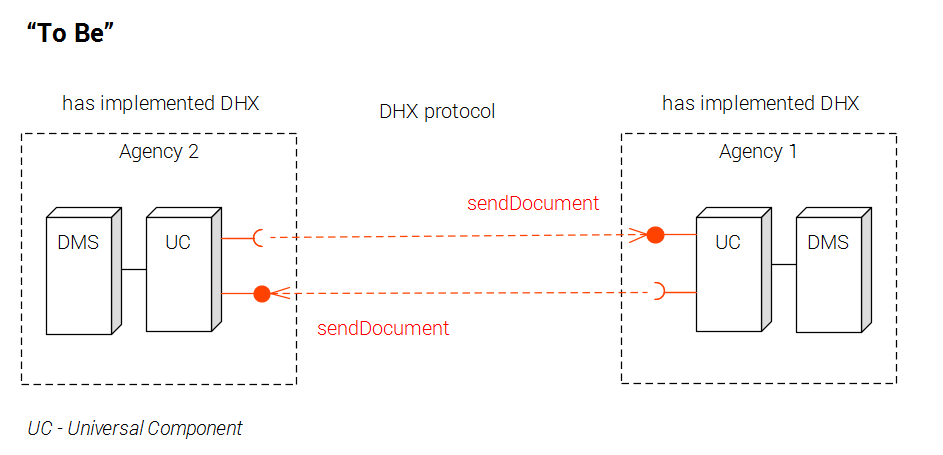 “To Be”
has implemented DHX
DHX protocol
has implemented DHX
Agency 2
Agency 1
sendDocument
DMS
UC
UC
DMS
sendDocument
UC - Universal Component